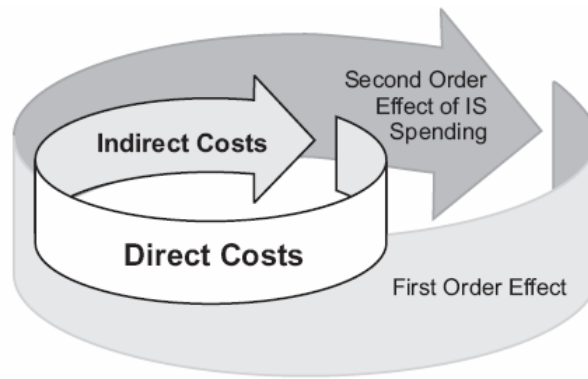 Second Order
Effect of IS
Spending
Indirect Costs
Direct Costs
First Order Effect